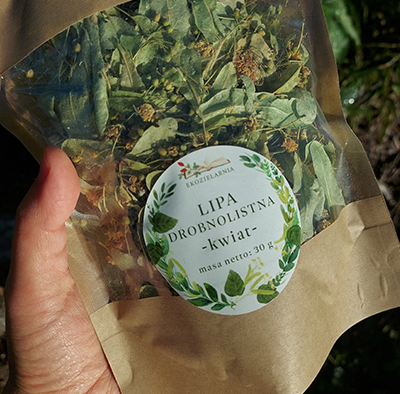 EKOZIELARNIA
LIPA
DROBNOLISTNA
-kwiat-
masa netto: 30 g